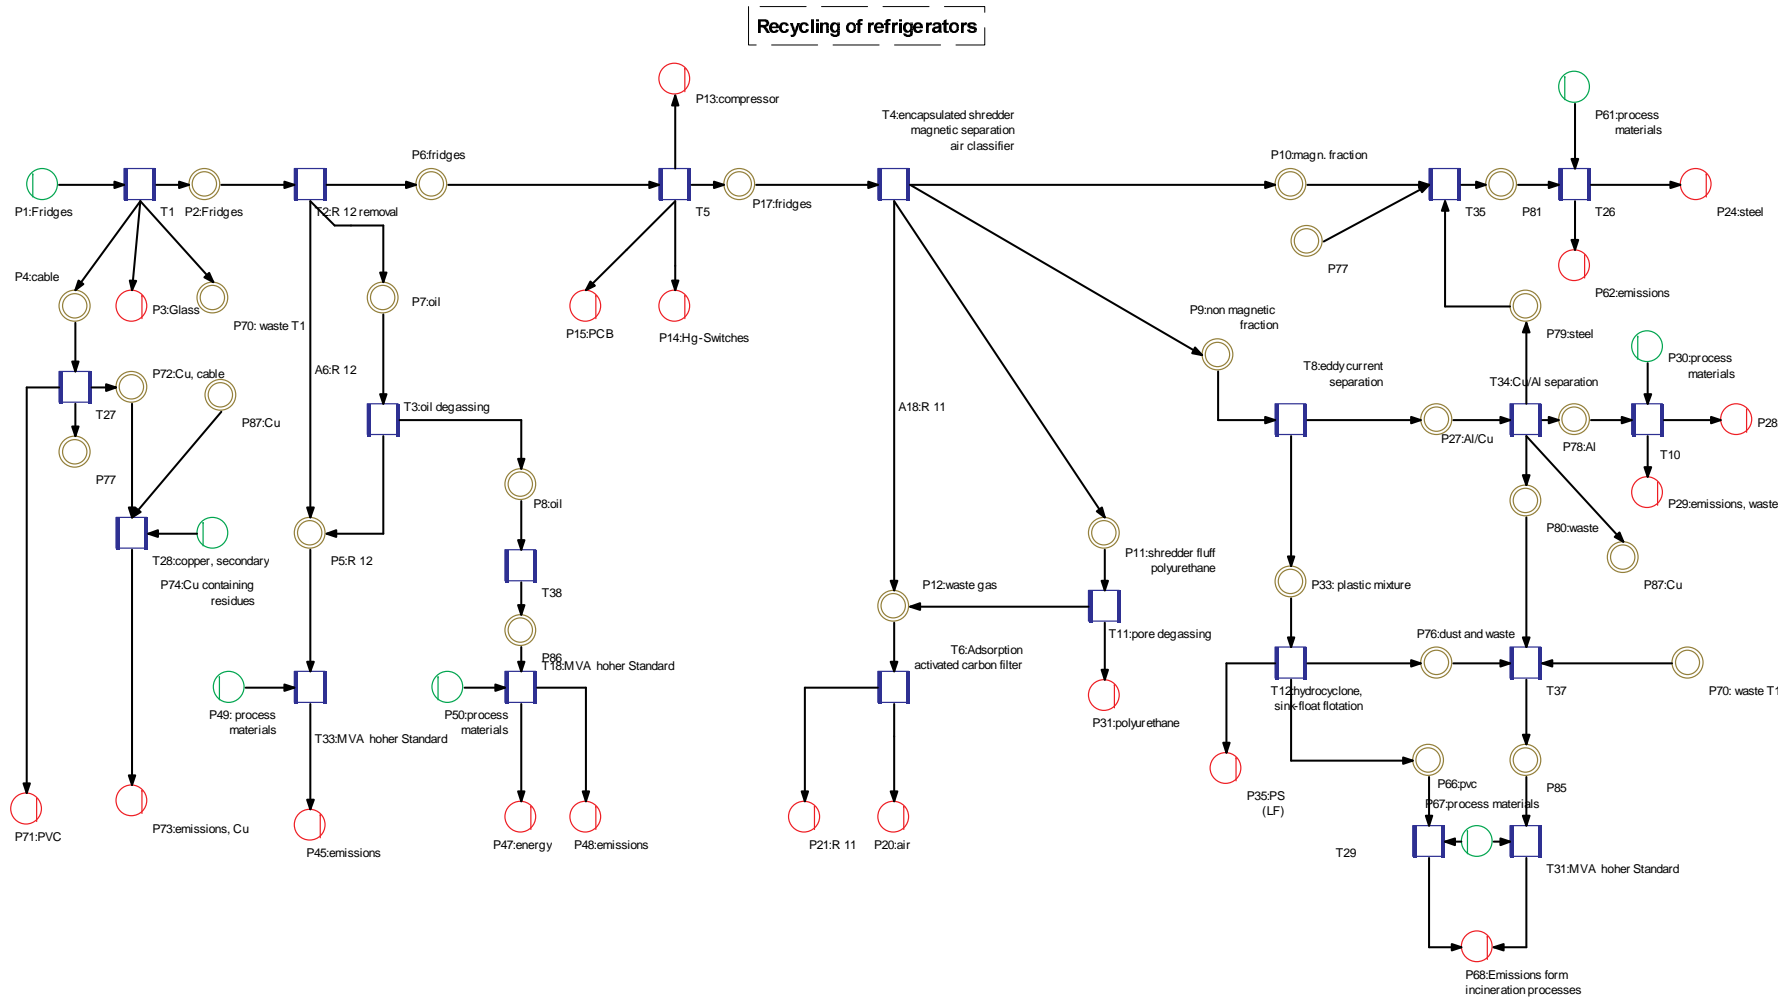 Recycling of refrigerators
P13:compressor
T4:encapsulated shredder
magnetic separation
air classifier
P61:process
materials
P6:fridges
P10:magn. fraction
P1:Fridges
T1
P2:Fridges
T2:R 12 removal
T5
P17:fridges
T35
P81
T26
P24:steel
P77
P4:cable
P3:Glass
P70: waste T1
P7:oil
P15:PCB
P14:Hg-Switches
P9:non magnetic
fraction
P62:emissions
P79:steel
P72:Cu, cable
A6:R 12
T8:eddy current
separation
T34:Cu/Al separation
P30:process
materials
T27
P87:Cu
T3:oil degassing
A18:R 11
P27:Al/Cu
P78:Al
T10
P28
P77
P8:oil
P80:waste
P29:emissions, waste
T28:copper, secondary
P74:Cu containing
residues
P5:R 12
T38
P12:waste gas
P11:shredder fluff
polyurethane
P33: plastic mixture
P87:Cu
P86
T18:MVA hoher Standard
T6:Adsorption
activated carbon filter
T11:pore degassing
P76:dust and waste
P49: process
materials
T33:MVA hoher Standard
P50:process
materials
P31:polyurethane
T12:hydrocyclone,
sink-float flotation
T37
P70: waste T1
P71:PVC
P73:emissions, Cu
P45:emissions
P47:energy
P48:emissions
P21:R 11
P20:air
P35:PS
(LF)
P66:pvc
P85
P67:process materials
T29
T31:MVA hoher Standard
P68:Emissions form
incineration processes